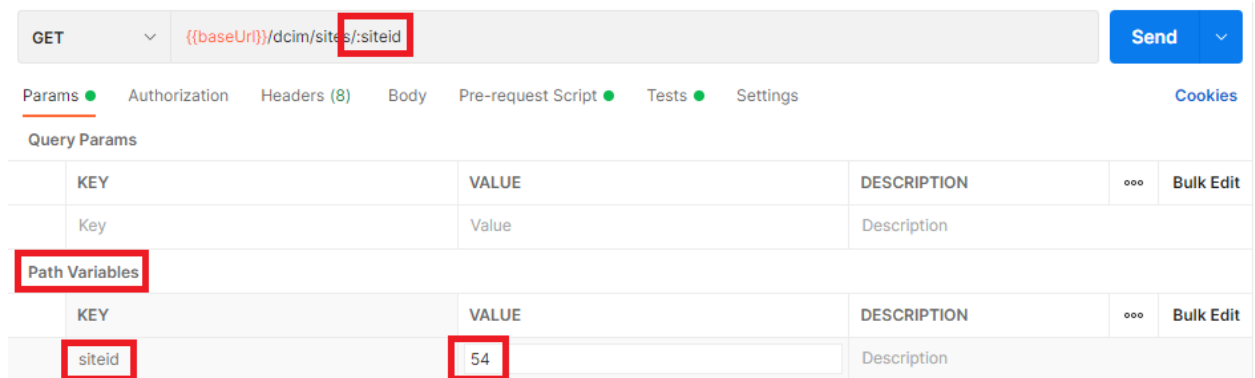 GET {{baseUrl}}/dcim/sites/:siteid Send
Params Authorization Headers (8) Body Pre-request Script Tests Settings Cookies
Query Params
KEY VALUE DESCRIPTION ooo Bulk Edit
Key Value Description
Path Variables
KEY VALUE DESCRIPTION ooo Bulk Edit
siteid 54 Description